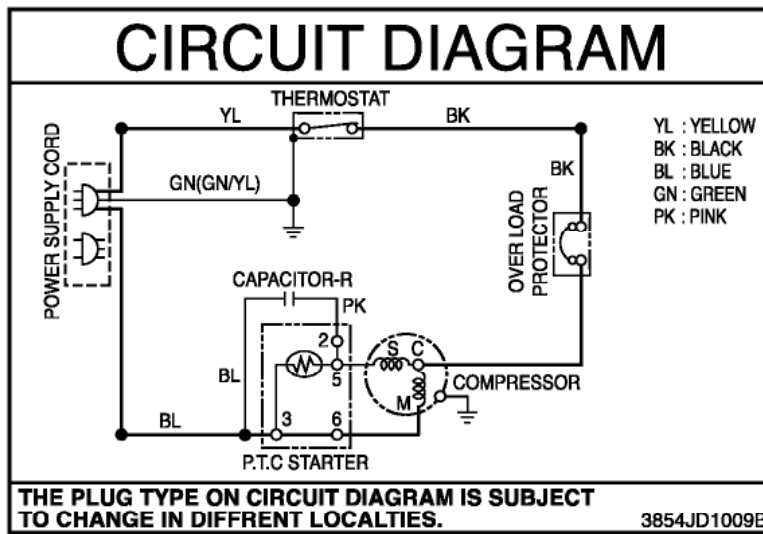 CIRCUIT DIAGRAM
THERMOSTAT
YL
BK
YL : YELLOW
BK : BLACK
BL : BLUE
GN : GREEN
PK : PINK
POWER SUPPLY CORD
GN(GN/YL)
BK
OVER LOAD
PROTECTOR
CAPACITOR-R
PK
2
S
C
5
BL
M
COMPRESSOR
BL
3
6
P.T.C STARTER
THE PLUG TYPE ON CIRCUIT DIAGRAM IS SUBJECT
TO CHANGE IN DIFFRENT LOCALTIES.
3854JD1009B